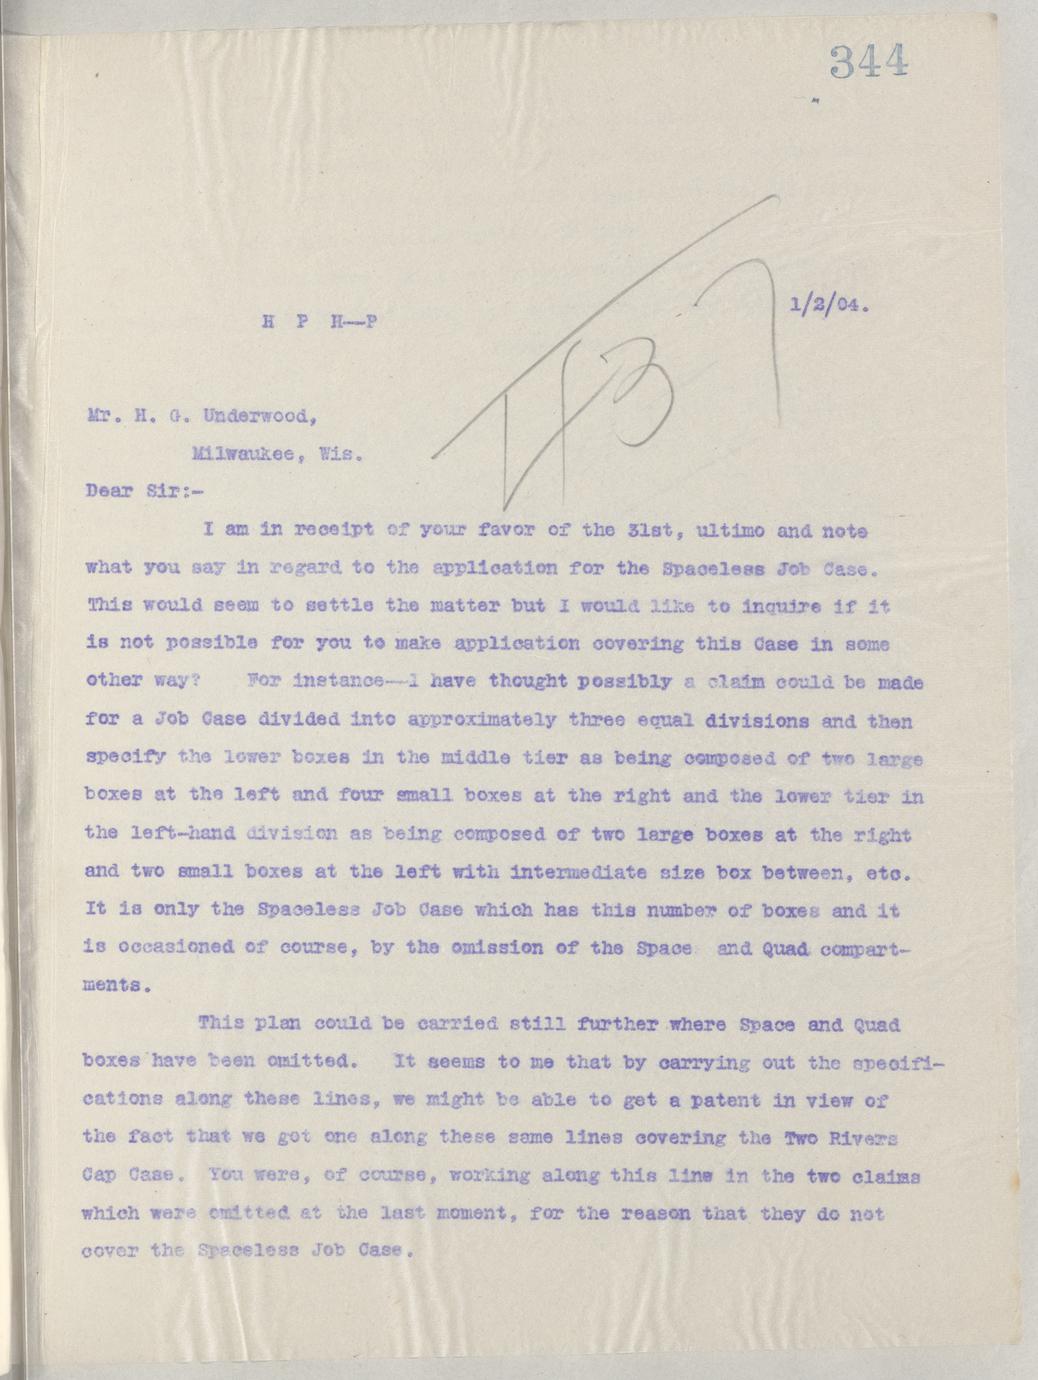 344
1/2/04.
H P H--P
437
Mr. H. G. Underwood,
Milwaukee, Wis.
Dear Sir:-
I am in receipt of your favor of the 31st, ultimo and note
what you say in regard to the application for the Spaceless Job Case.
This would seem to settle the matter but I would like to inquire if it
is not possible for you to make application covering this Case in some
other way? For instance--I have thought possibly a claim could be made
for a Job Case divided into approximately three equal divisions and then
specify the lower boxes in the middle tier as being composed of two large
boxes at the left and four small boxes at the right and the lower tier in
the left-hand division as being composed of two large boxes at the right
and two small boxes at the left with intermediate size box between, etc.
It is only the Spaceless Job Case which has this number of boxes and it
is occasioned of course, by the omission of the Space and Quad compart-
ments.
This plan could be carried still further where Space and Quad
boxes have been omitted. It seems to me that by carrying out the specifi-
cations along these lines, we might be able to get a patent in view of
the fact that we got one along these same lines covering the Two Rivers
Cap Case. You were, of course, working along this line in the two claims
which were omitted at the last moment, for the reason that they do not
cover the Spaceless Job Case.